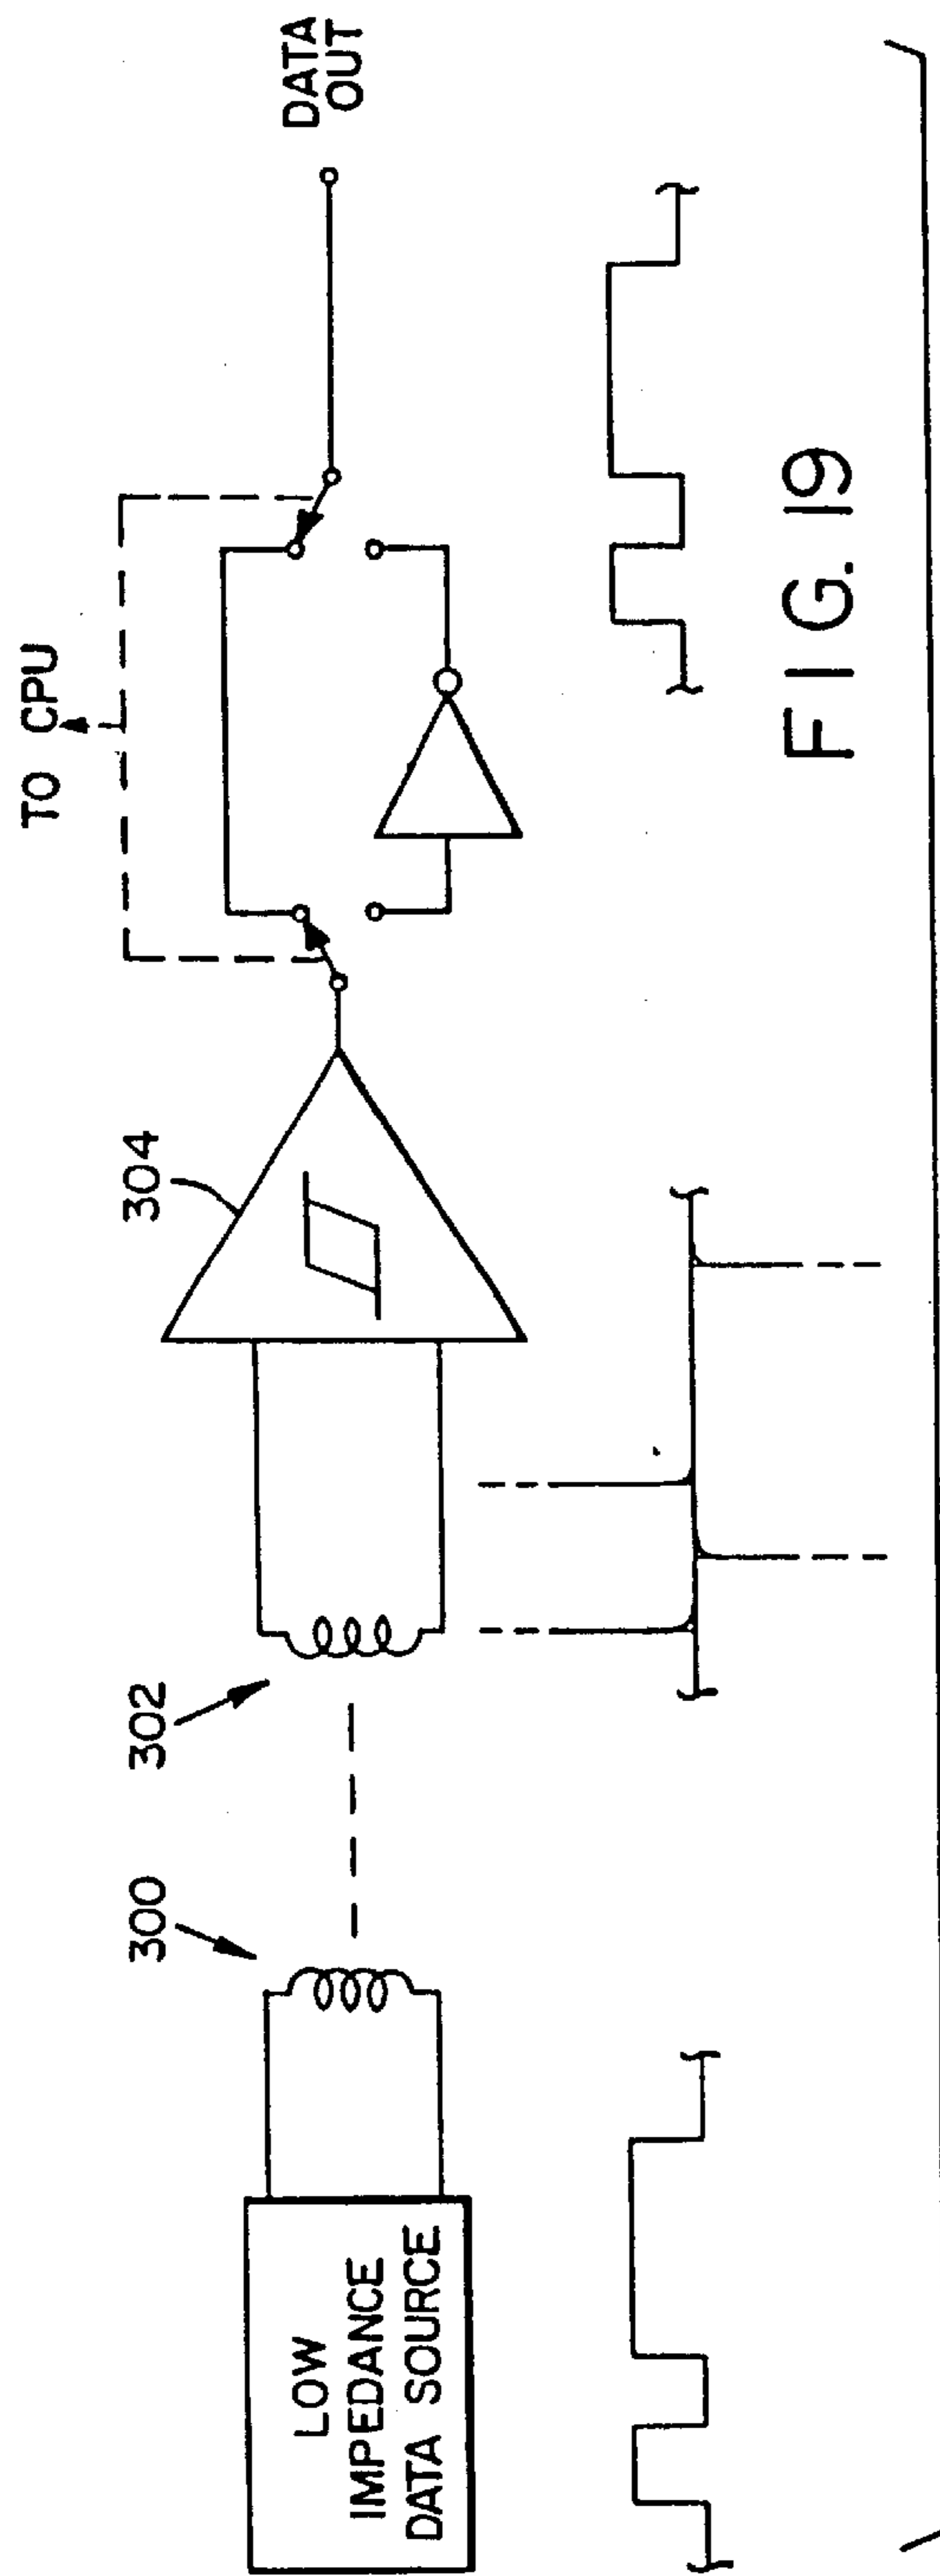 LOW
IMPEDANCE
DATA SOURCE
300
302
304
TO CPU
DATA
OUT
FIG. 19